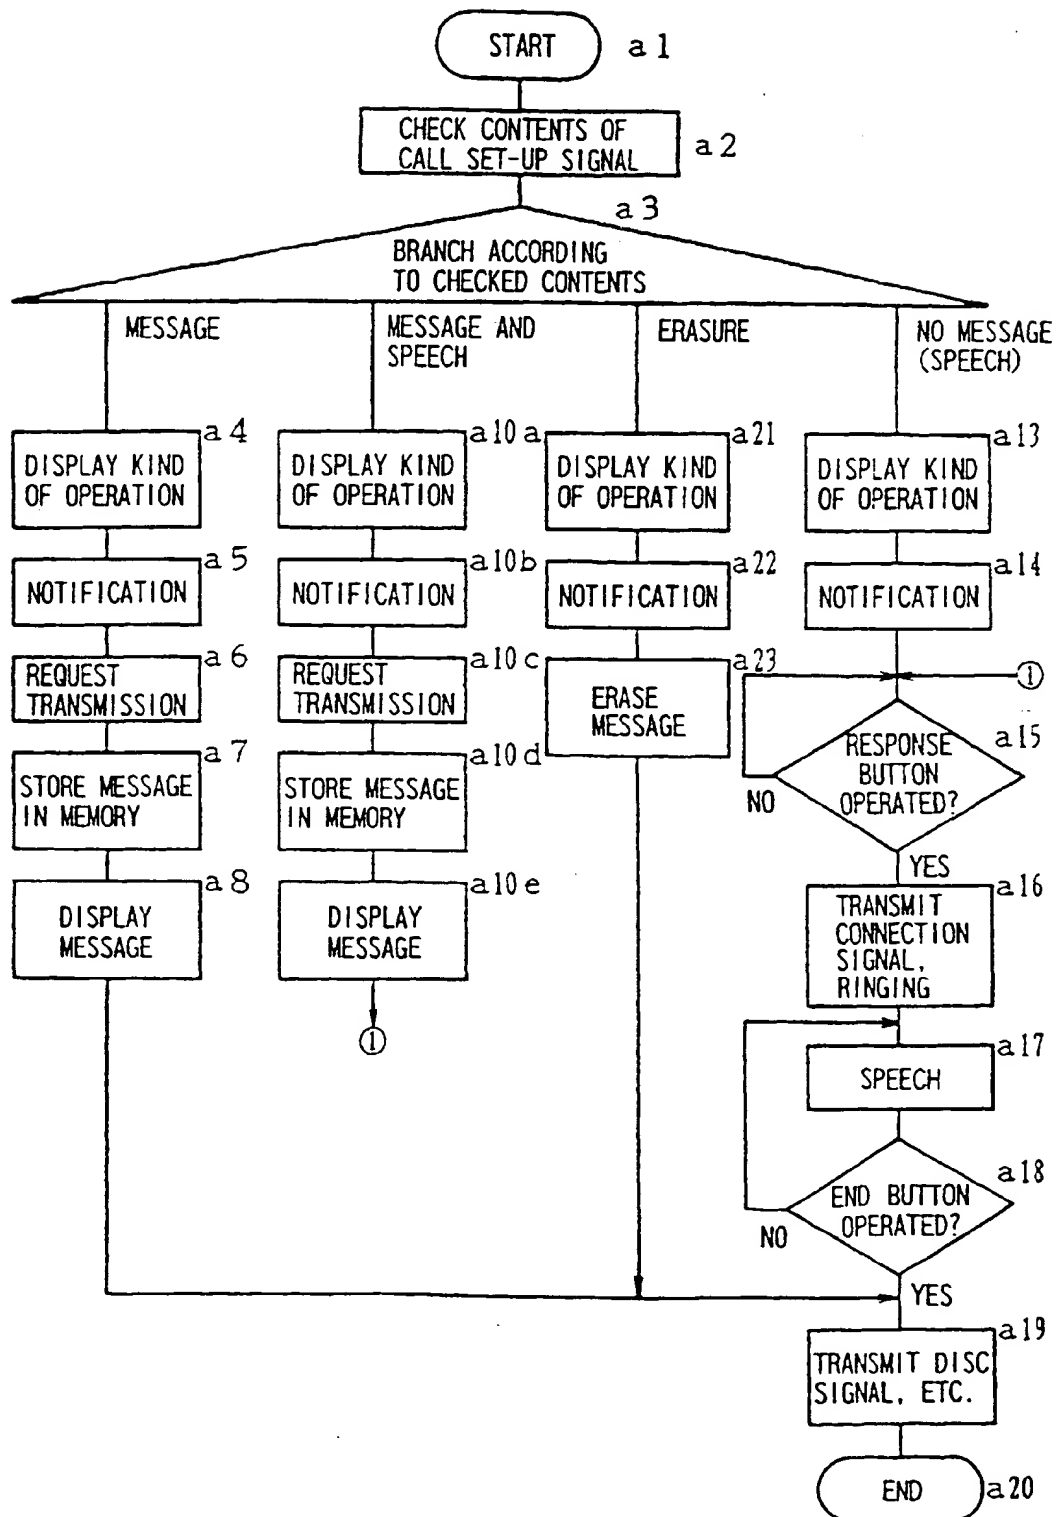 START a1
CHECK CONTENTS OF
CALL SET-UP SIGNAL
a2
a3
BRANCH ACCORDING
TO CHECKED CONTENTS
MESSAGE
MESSAGE AND
SPEECH
ERASURE
NO MESSAGE
(SPEECH)
a4
DISPLAY KIND
OF OPERATION
a5
NOTIFICATION
a6
REQUEST
TRANSMISSION
a7
STORE MESSAGE
IN MEMORY
a8
DISPLAY
MESSAGE
a10a
DISPLAY KIND
OF OPERATION
a10b
NOTIFICATION
a10c
REQUEST
TRANSMISSION
a10d
STORE MESSAGE
IN MEMORY
a10e
DISPLAY
MESSAGE
①
a21
DISPLAY KIND
OF OPERATION
a22
NOTIFICATION
a23
ERASE
MESSAGE
a13
DISPLAY KIND
OF OPERATION
a14
NOTIFICATION
①
a15
RESPONSE
BUTTON
OPERATED?
NO
YES
a16
TRANSMIT
CONNECTION
SIGNAL,
RINGING
a17
SPEECH
a18
END BUTTON
OPERATED?
NO
YES
a19
TRANSMIT DISC
SIGNAL, ETC.
END a20